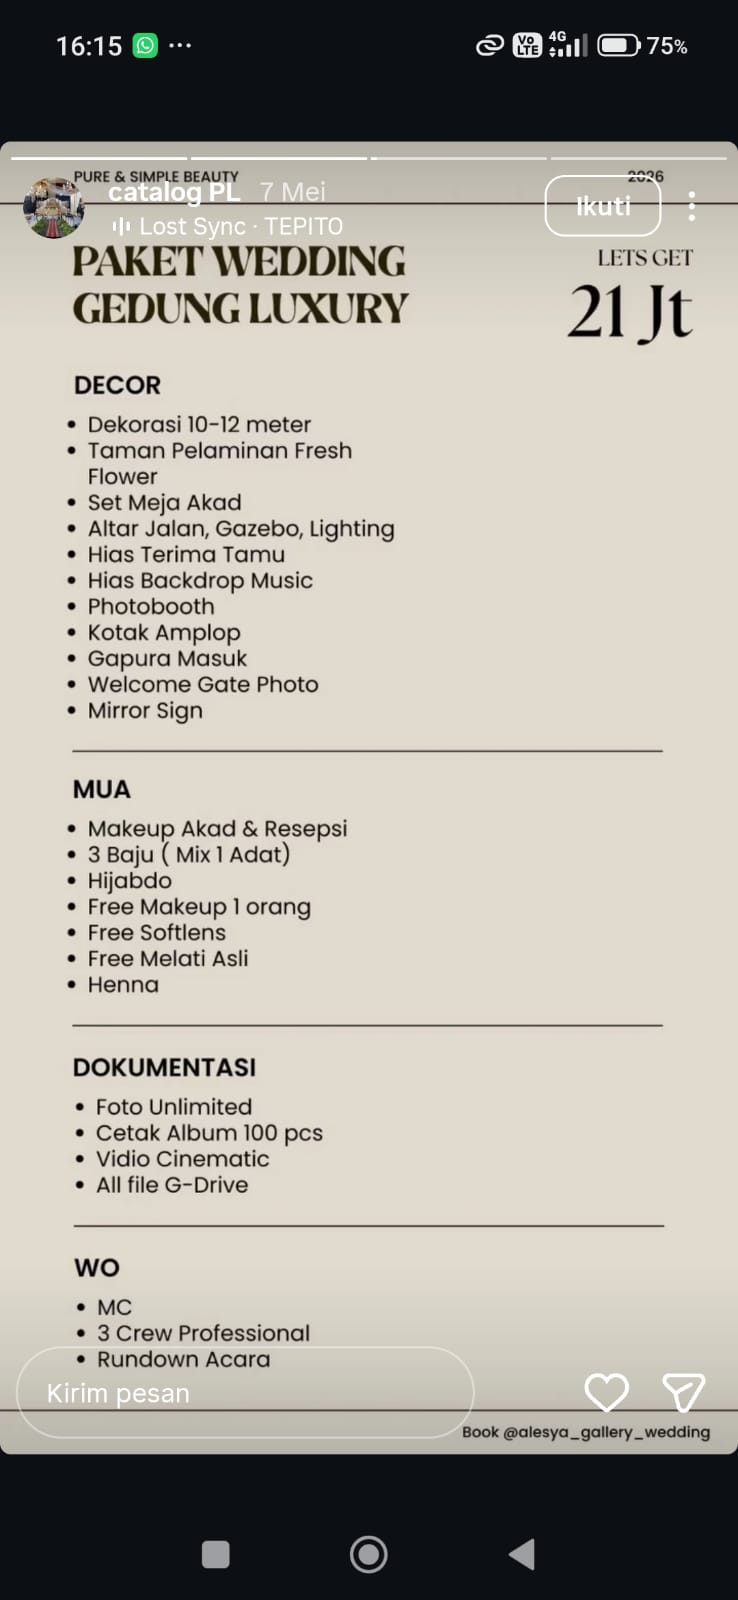 16:15 ... VoLTE 4G 75%
PURE & SIMPLE BEAUTY 2026
catalog PL 7 Mei Ikuti
Lost Sync · TEPITO
PAKET WEDDING
GEDUNG LUXURY
LETS GET
21 Jt
DECOR
• Dekorasi 10-12 meter
• Taman Pelaminan Fresh
Flower
• Set Meja Akad
• Altar Jalan, Gazebo, Lighting
• Hias Terima Tamu
• Hias Backdrop Music
• Photobooth
• Kotak Amplop
• Gapura Masuk
• Welcome Gate Photo
• Mirror Sign
MUA
• Makeup Akad & Resepsi
• 3 Baju ( Mix 1 Adat)
• Hijabdo
• Free Makeup 1 orang
• Free Softlens
• Free Melati Asli
• Henna
DOKUMENTASI
• Foto Unlimited
• Cetak Album 100 pcs
• Vidio Cinematic
• All file G-Drive
WO
• MC
• 3 Crew Professional
• Rundown Acara
Kirim pesan
Book @alesya_gallery_wedding